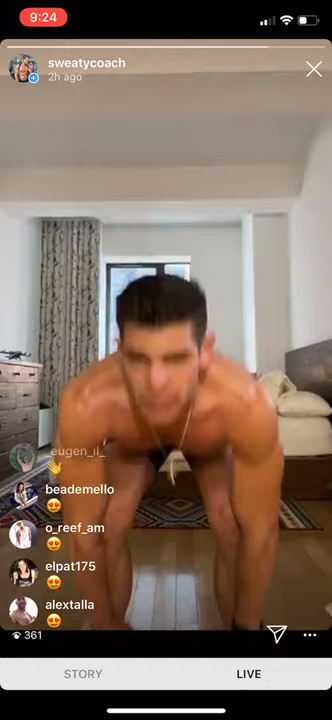 9:24
sweatycoach
2h ago
_eugen_il_
beademello
o_reef_am
elpat175
alextalla
361
STORY
LIVE